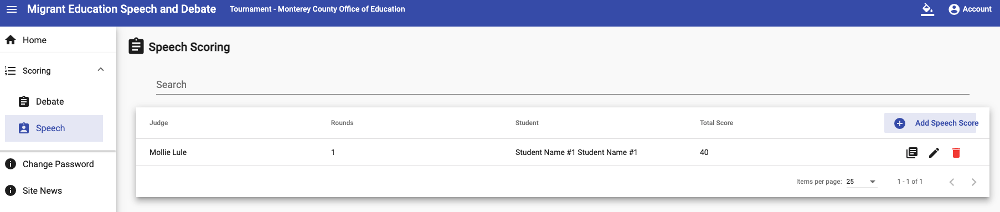 Migrant Education Speech and Debate
Tournament - Monterey County Office of Education
Account
Home
Scoring
Debate
Speech
Change Password
Site News
Speech Scoring
Search
Judge Rounds Student Total Score Add Speech Score
Mollie Lule 1 Student Name #1 Student Name #1 40
Items per page: 25 1 - 1 of 1